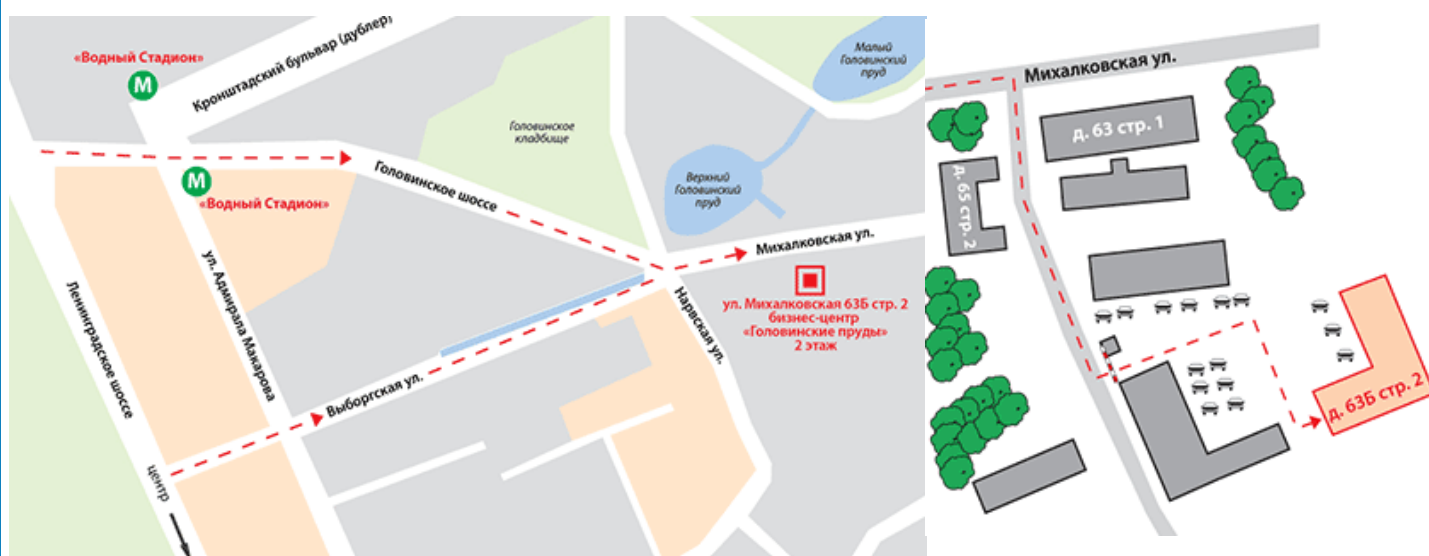 «Водный Стадион»
М
Кронштадский бульвар (дублер)
М
«Водный Стадион»
Головинское
кладбище
Малый
Головинский
пруд
Верхний
Головинский
пруд
Головинское шоссе
Михалковская ул.
ул. Михалковская 63Б стр. 2
бизнес-центр
«Головинские пруды»
2 этаж
Нарвская ул.
ул. Адмирала Макарова
Ленинградское шоссе
Выборгская ул.
центр
Михалковская ул.
д. 63 стр. 1
д. 65 стр. 2
д. 63Б стр. 2